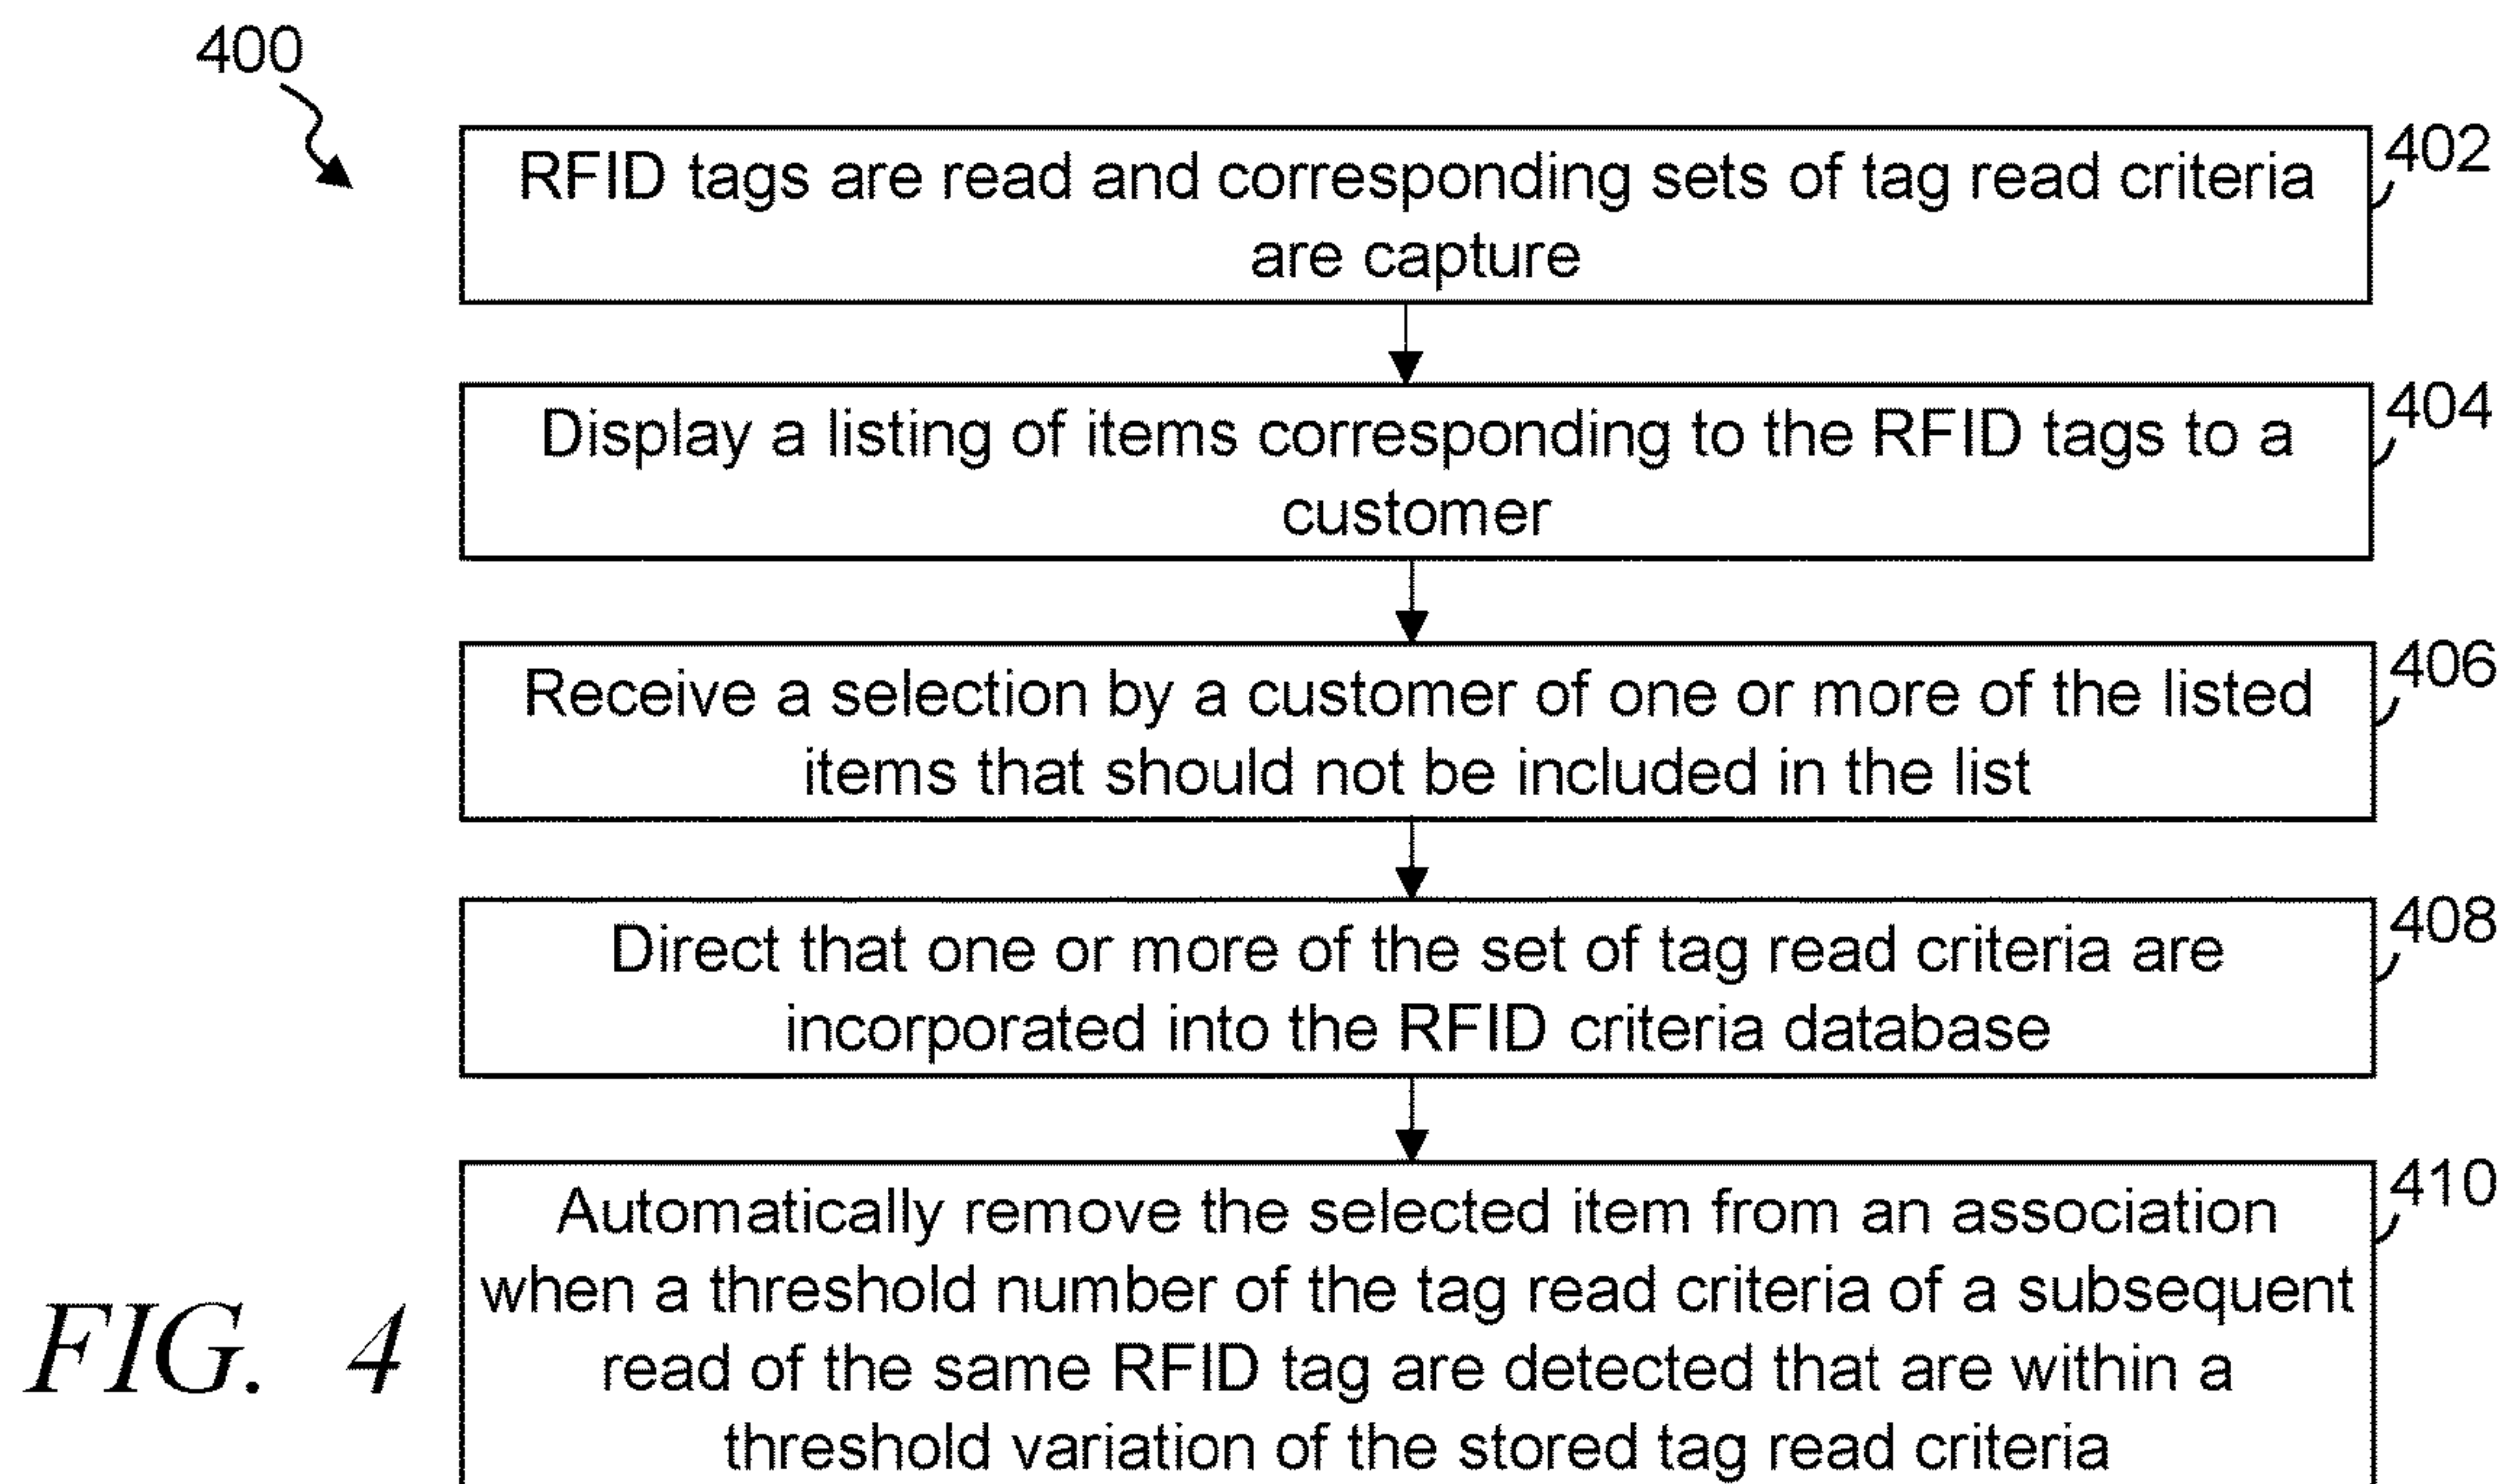 400
RFID tags are read and corresponding sets of tag read criteria
are capture
402
Display a listing of items corresponding to the RFID tags to a
customer
404
Receive a selection by a customer of one or more of the listed
items that should not be included in the list
406
Direct that one or more of the set of tag read criteria are
incorporated into the RFID criteria database
408
Automatically remove the selected item from an association
when a threshold number of the tag read criteria of a subsequent
read of the same RFID tag are detected that are within a
threshold variation of the stored tag read criteria
410
FIG. 4